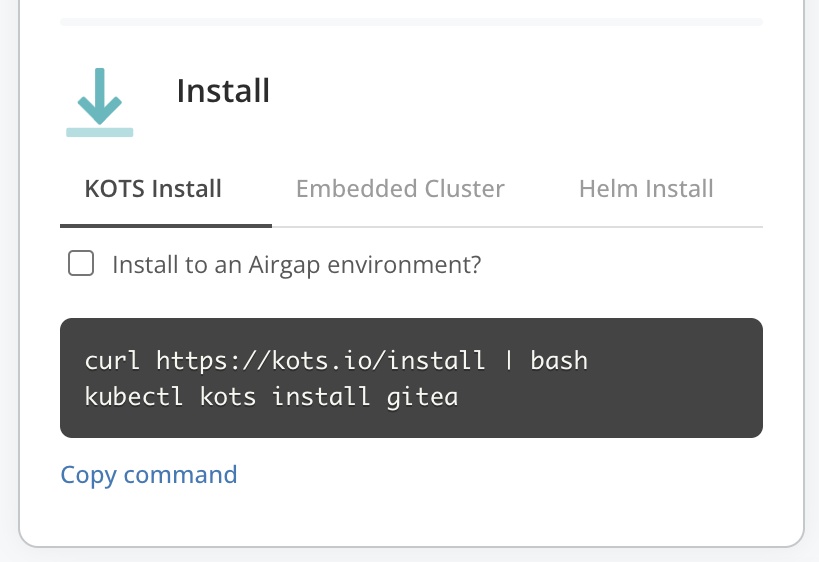 Install
KOTS Install Embedded Cluster Helm Install
Install to an Airgap environment?
curl https://kots.io/install | bash
kubectl kots install gitea
Copy command